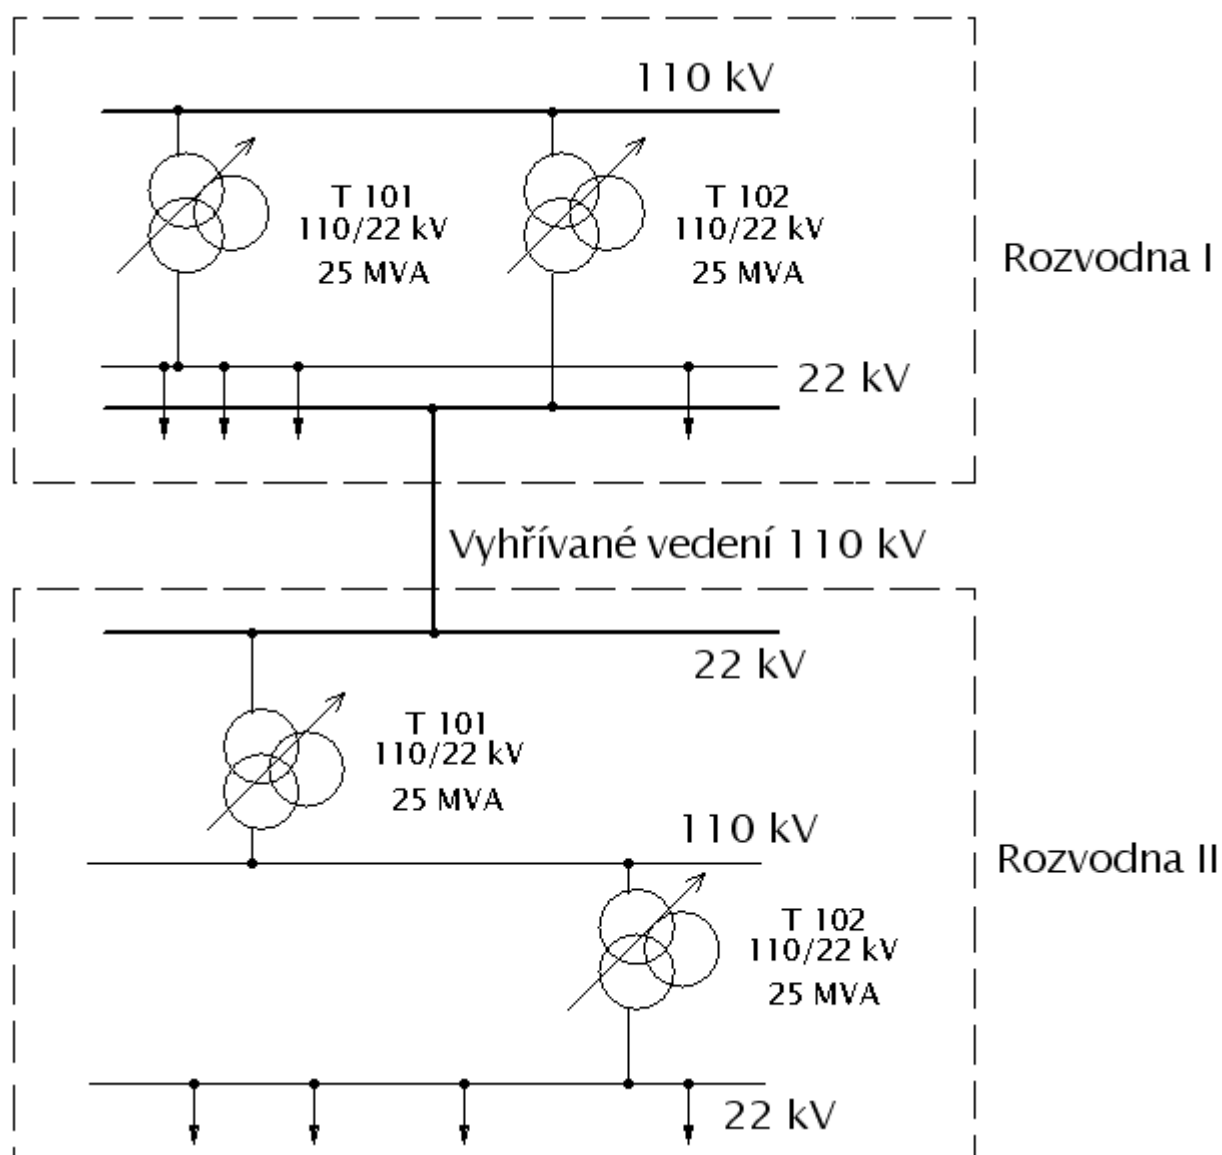 110 kV
T 101
110/22 kV
25 MVA
T 102
110/22 kV
25 MVA
Rozvodna I
22 kV
Vyhřívané vedení 110 kV
22 kV
T 101
110/22 kV
25 MVA
110 kV
Rozvodna II
T 102
110/22 kV
25 MVA
22 kV